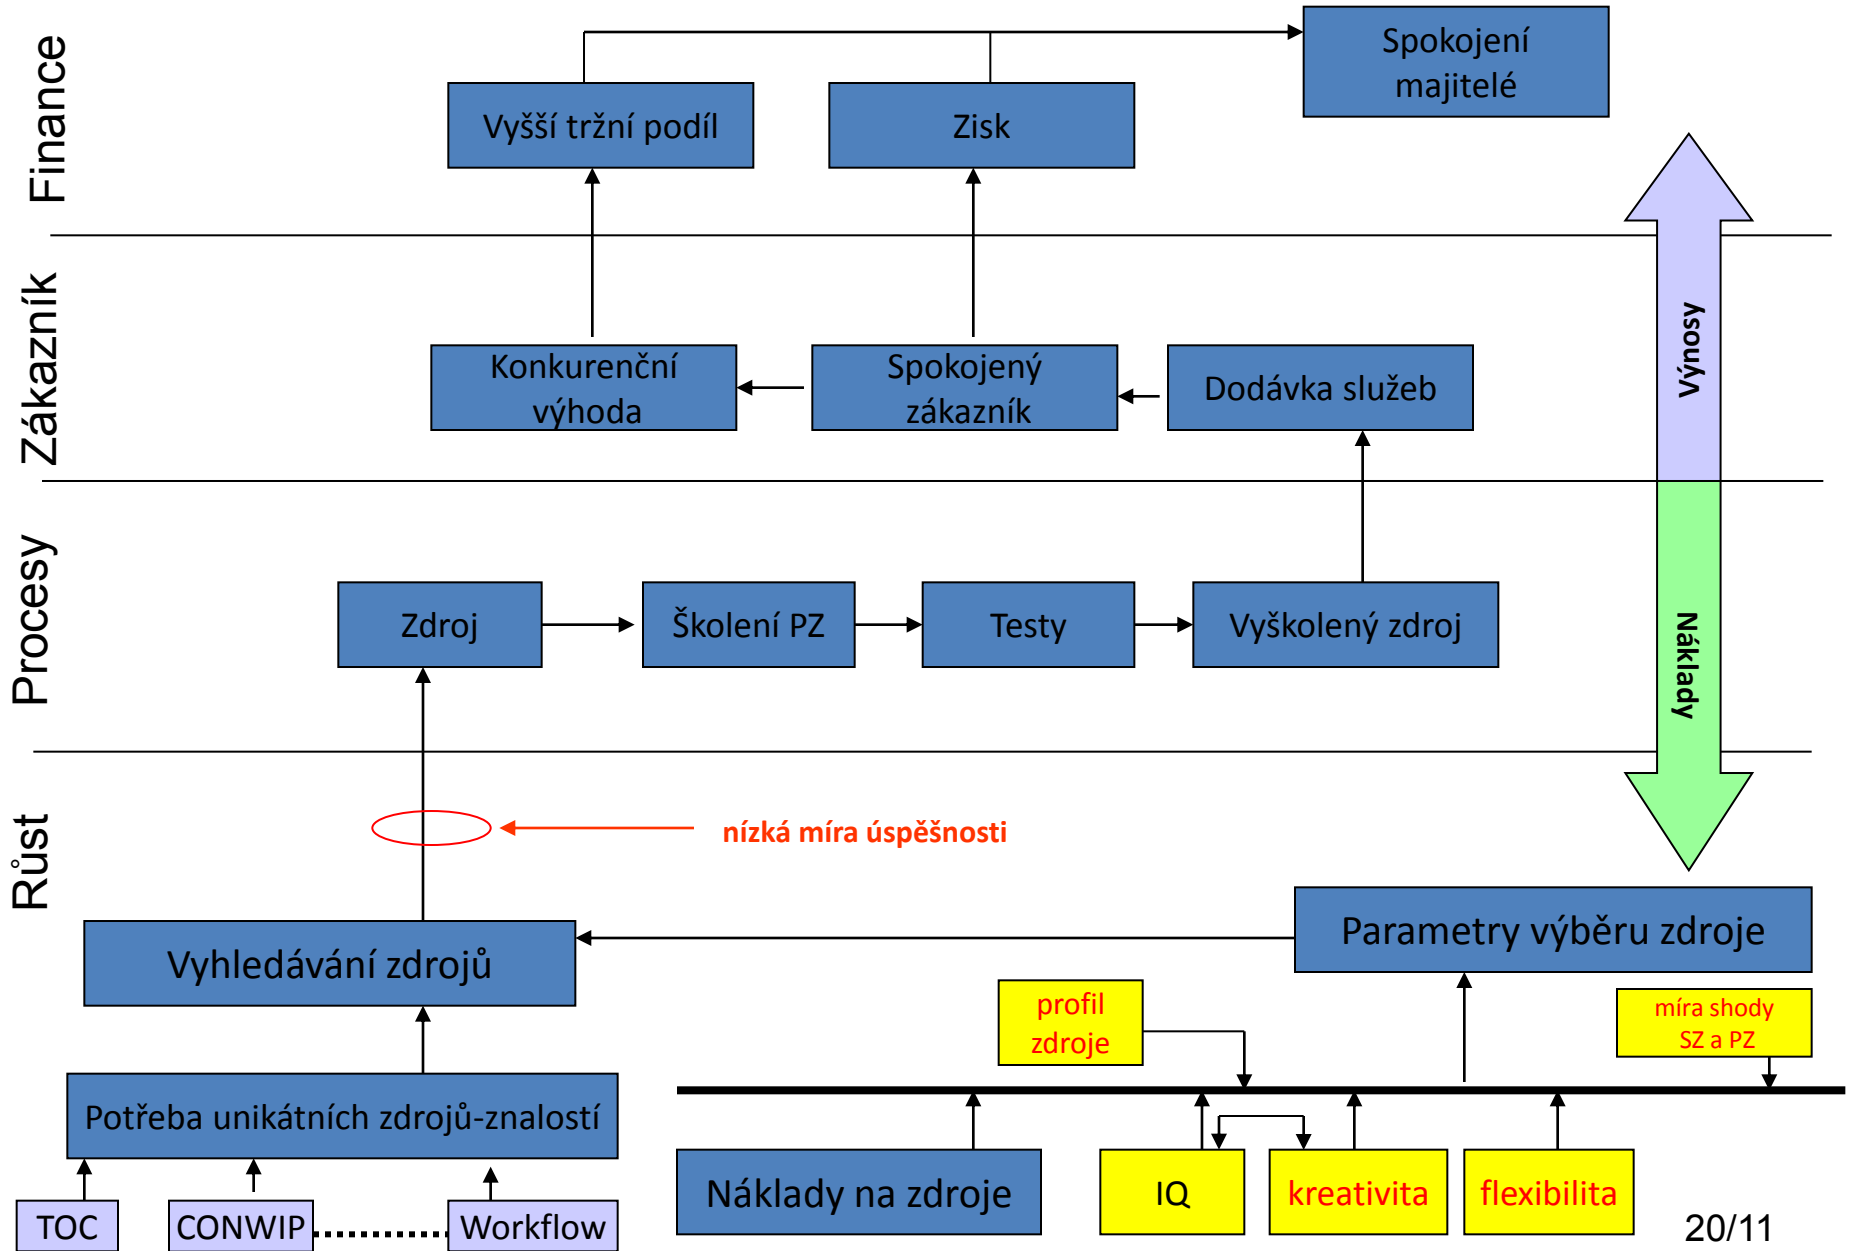 Finance
Spokojení
majitelé
Vyšší tržní podíl
Zisk
Zákazník
Konkurenční
výhoda
Spokojený
zákazník
Dodávka služeb
Výnosy
Procesy
Zdroj
Školení PZ
Testy
Vyškolený zdroj
Náklady
Růst
nízká míra úspěšnosti
Vyhledávání zdrojů
Parametry výběru zdroje
profil
zdroje
míra shody
SZ a PZ
Potřeba unikátních zdrojů-znalostí
Náklady na zdroje
IQ
kreativita
flexibilita
TOC
CONWIP
Workflow
20/11